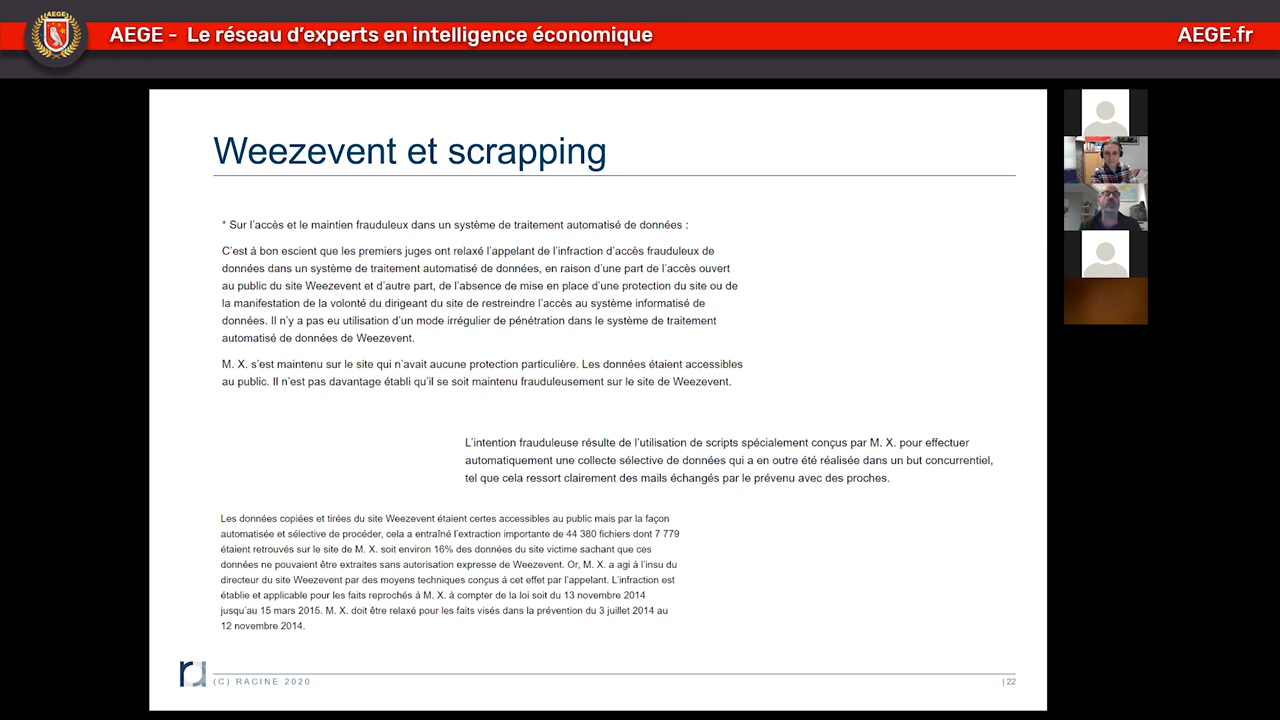 AEGE
AEGE - Le réseau d'experts en intelligence économique
AEGE.fr
Weezevent et scrapping
* Sur l'accès et le maintien frauduleux dans un système de traitement automatisé de données :
C'est à bon escient que les premiers juges ont relaxé l'appelant de l'infraction d'accès frauduleux de
données dans un système de traitement automatisé de données, en raison d'une part de l'accès ouvert
au public du site Weezevent et d'autre part, de l'absence de mise en place d'une protection du site ou de
la manifestation de la volonté du dirigeant du site de restreindre l'accès au système informatisé de
données. Il n'y a pas eu utilisation d'un mode irrégulier de pénétration dans le système de traitement
automatisé de données de Weezevent.
M. X. s'est maintenu sur le site qui n'avait aucune protection particulière. Les données étaient accessibles
au public. Il n'est pas davantage établi qu'il se soit maintenu frauduleusement sur le site de Weezevent.
L'intention frauduleuse résulte de l'utilisation de scripts spécialement conçus par M. X. pour effectuer
automatiquement une collecte sélective de données qui a en outre été réalisée dans un but concurrentiel,
tel que cela ressort clairement des mails échangés par le prévenu avec des proches.
Les données copiées et tirées du site Weezevent étaient certes accessibles au public mais par la façon
automatisée et sélective de procéder, cela a entraîné l'extraction importante de 44 380 fichiers dont 7 779
étaient retrouvés sur le site de M. X. soit environ 16% des données du site victime sachant que ces
données ne pouvaient être extraites sans autorisation expresse de Weezevent. Or, M. X. a agi à l'insu du
directeur du site Weezevent par des moyens techniques conçus à cet effet par l'appelant. L'infraction est
établie et applicable pour les faits reprochés à M. X. à compter de la loi soit du 13 novembre 2014
jusqu'au 15 mars 2015. M. X. doit être relaxé pour les faits visés dans la prévention du 3 juillet 2014 au
12 novembre 2014.
(C) RACINE 2020
| 22